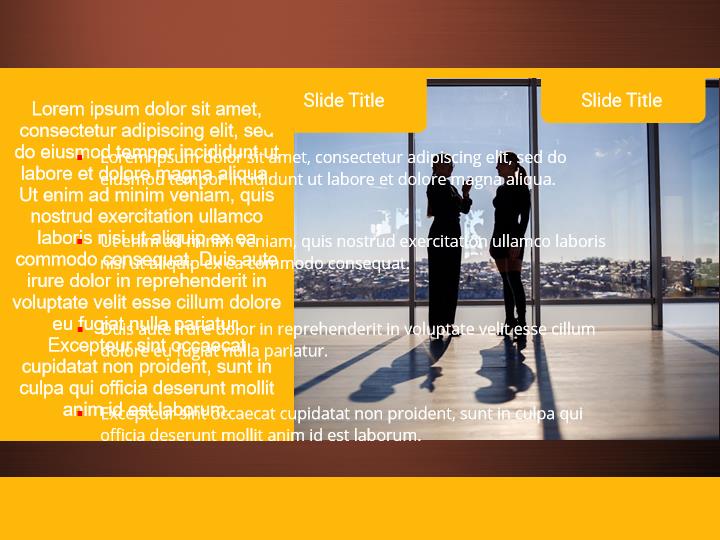 Slide Title
Slide Title
Lorem ipsum dolor sit amet,
consectetur adipiscing elit, sed
do eiusmod tempor incididunt ut
labore et dolore magna aliqua.
Ut enim ad minim veniam, quis
nostrud exercitation ullamco
laboris nisi ut aliquip ex ea
commodo consequat. Duis aute
irure dolor in reprehenderit in
voluptate velit esse cillum dolore
eu fugiat nulla pariatur.
Excepteur sint occaecat
cupidatat non proident, sunt in
culpa qui officia deserunt mollit
anim id est laborum.
Lorem ipsum dolor sit amet, consectetur adipiscing elit, sed do
eiusmod tempor incididunt ut labore et dolore magna aliqua.
Ut enim ad minim veniam, quis nostrud exercitation ullamco laboris
nisi ut aliquip ex ea commodo consequat.
Duis aute irure dolor in reprehenderit in voluptate velit esse cillum
dolore eu fugiat nulla pariatur.
Excepteur sint occaecat cupidatat non proident, sunt in culpa qui
officia deserunt mollit anim id est laborum.